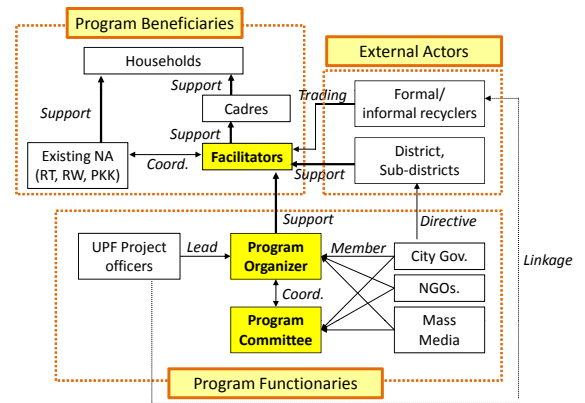 Program Beneficiaries
External Actors
Households
Support
Support
Cadres
Trading
Formal/
informal recyclers
Support
Existing NA
(RT, RW, PKK)
Coord.
Facilitators
Support
District,
Sub-districts
Support
Directive
UPF Project
officers
Lead
Program
Organizer
Member
City Gov.
Linkage
Coord.
NGOs.
Program
Committee
Mass
Media
Program Functionaries